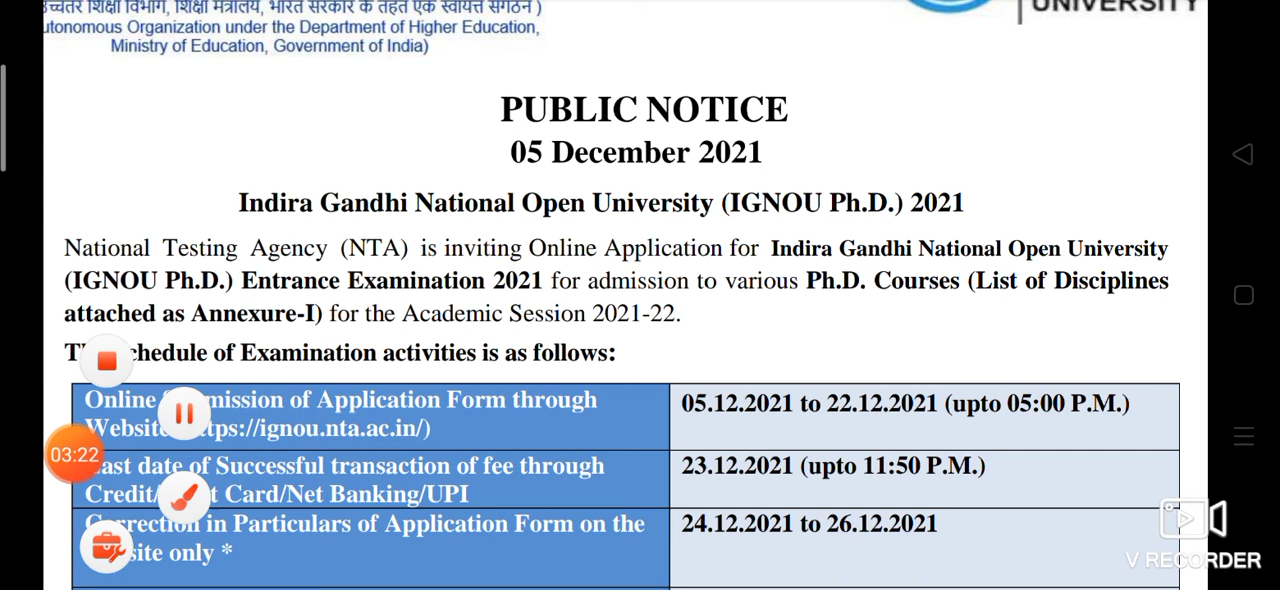 उच्चतर शिक्षा विभाग, शिक्षा मंत्रालय, भारत सरकार के तहत एक स्वायत्त संगठन )
utonomous Organization under the Department of Higher Education,
Ministry of Education, Government of India)
UNIVERSITY
PUBLIC NOTICE
05 December 2021
Indira Gandhi National Open University (IGNOU Ph.D.) 2021
National Testing Agency (NTA) is inviting Online Application for Indira Gandhi National Open University
(IGNOU Ph.D.) Entrance Examination 2021 for admission to various Ph.D. Courses (List of Disciplines
attached as Annexure-I) for the Academic Session 2021-22.
T chedule of Examination activities is as follows:
Online mission of Application Form through
Websit tps://ignou.nta.ac.in/)
05.12.2021 to 22.12.2021 (upto 05:00 P.M.)
03:22
ast date of Successful transaction of fee through
Credit/ t Card/Net Banking/UPI
23.12.2021 (upto 11:50 P.M.)
Correction in Particulars of Application Form on the
site only *
24.12.2021 to 26.12.2021
V RECORDER